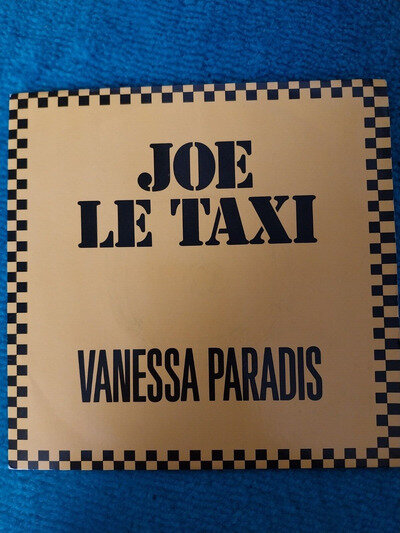 JOE
LE TAXI
VANESSA PARADIS